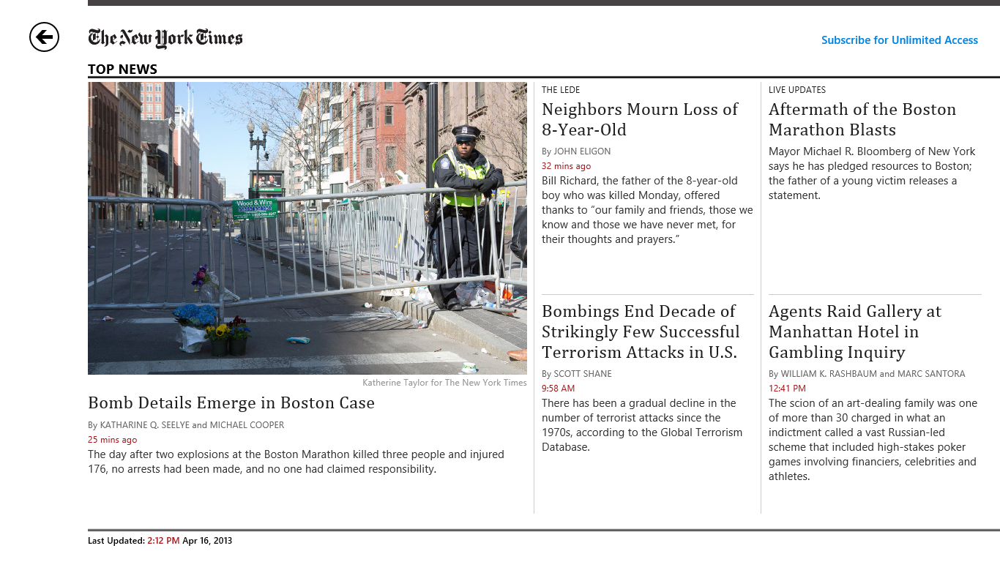 The New York Times
Subscribe for Unlimited Access
TOP NEWS
Wood & Wire
Katherine Taylor for The New York Times
Bomb Details Emerge in Boston Case
By KATHARINE Q. SEELYE and MICHAEL COOPER
25 mins ago
The day after two explosions at the Boston Marathon killed three people and injured
176, no arrests had been made, and no one had claimed responsibility.
THE LEDE
Neighbors Mourn Loss of
8-Year-Old
By JOHN ELIGON
32 mins ago
Bill Richard, the father of the 8-year-old
boy who was killed Monday, offered
thanks to “our family and friends, those we
know and those we have never met, for
their thoughts and prayers.”
Bombings End Decade of
Strikingly Few Successful
Terrorism Attacks in U.S.
By SCOTT SHANE
9:58 AM
There has been a gradual decline in the
number of terrorist attacks since the
1970s, according to the Global Terrorism
Database.
LIVE UPDATES
Aftermath of the Boston
Marathon Blasts
Mayor Michael R. Bloomberg of New York
says he has pledged resources to Boston;
the father of a young victim releases a
statement.
Agents Raid Gallery at
Manhattan Hotel in
Gambling Inquiry
By WILLIAM K. RASHBAUM and MARC SANTORA
12:41 PM
The scion of an art-dealing family was one
of more than 30 charged in what an
indictment called a vast Russian-led
scheme that included high-stakes poker
games involving financiers, celebrities and
athletes.
Last Updated: 2:12 PM Apr 16, 2013